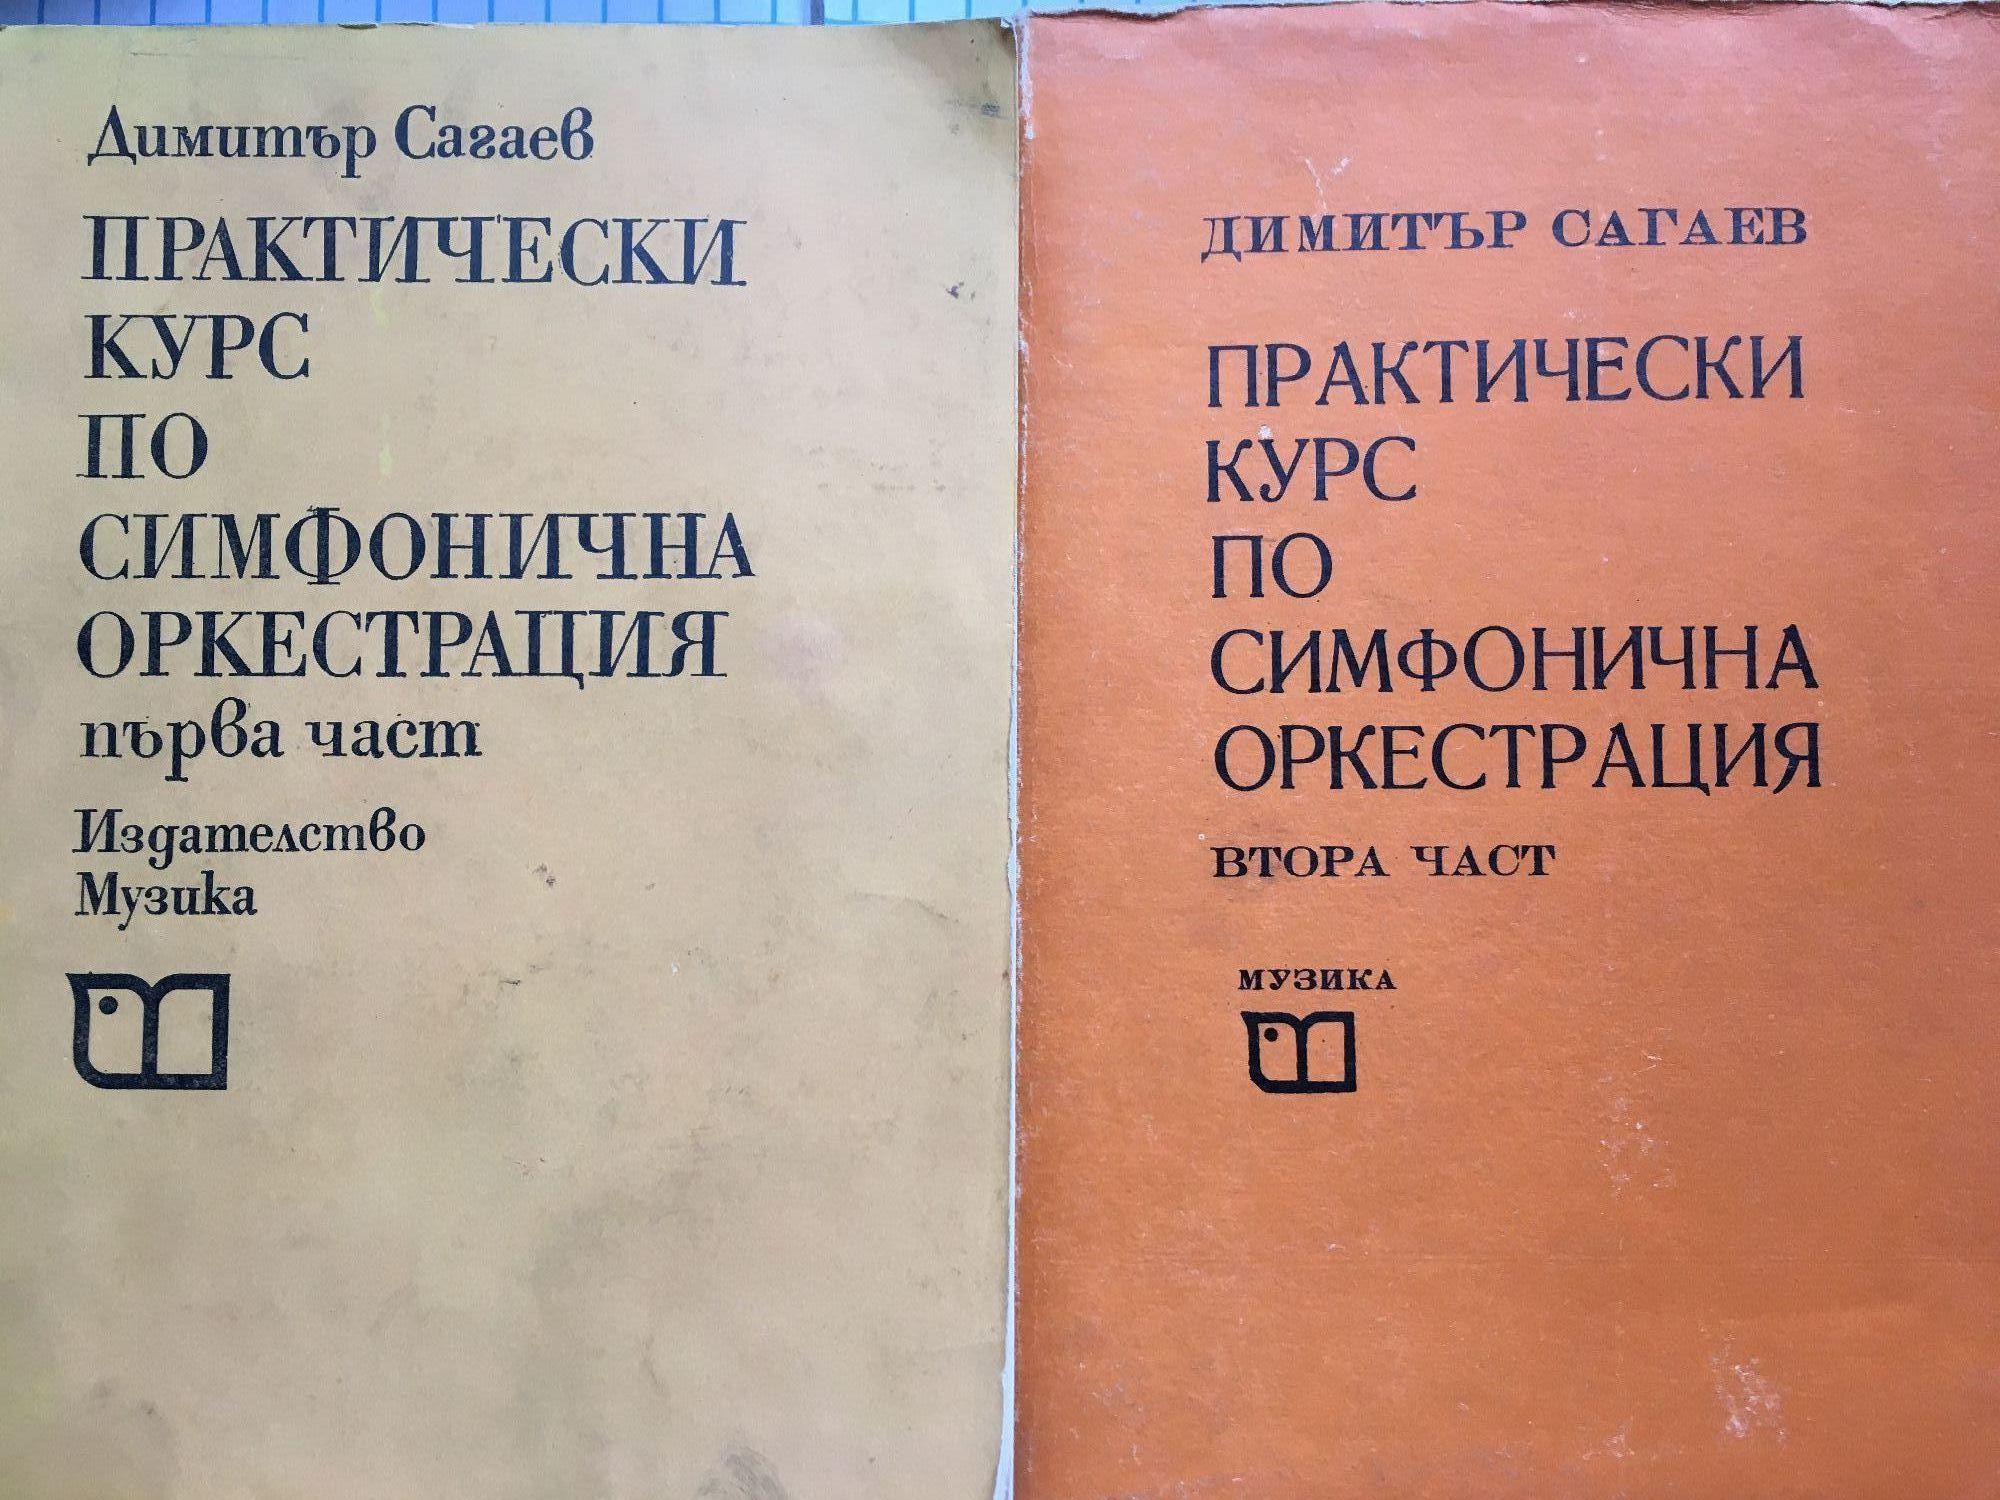 Димитър Сагаев
ПРАКТИЧЕСКИ
КУРС
ПО
СИМФОНИЧНА
ОРКЕСТРАЦИЯ
първа част
Издателство
Музика
ДИМИТЪР САГАЕВ
ПРАКТИЧЕСКИ
КУРС
ПО
СИМФОНИЧНА
ОРКЕСТРАЦИЯ
ВТОРА ЧАСТ
МУЗИКА